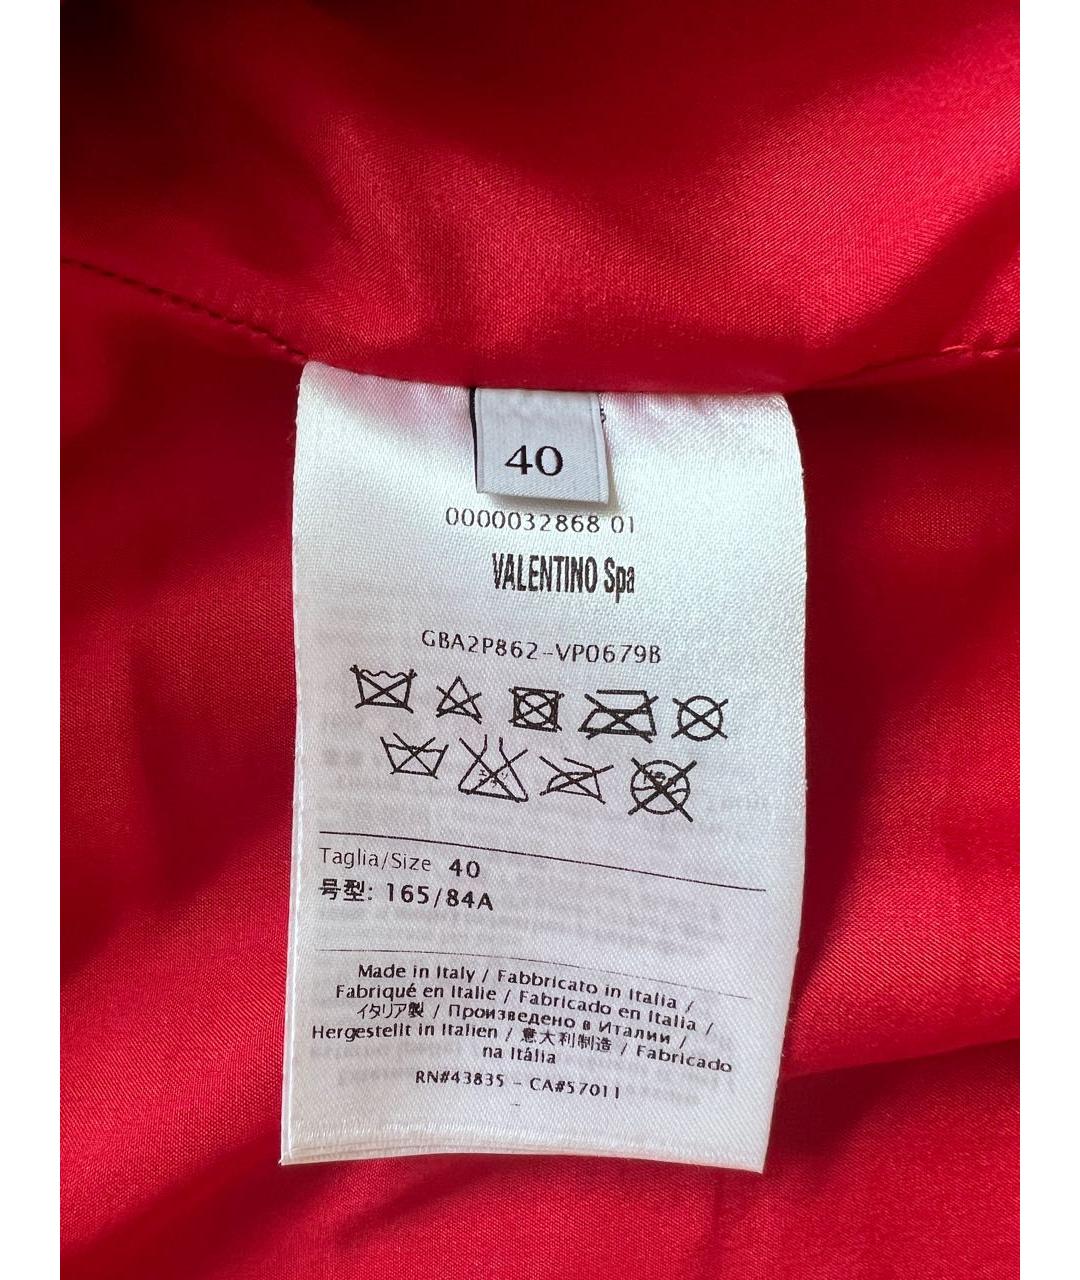 40
0000032868 01
VALENTINO Spa
GBA2P862-VP0679B
Taglia/Size 40
号型: 165/84A
Made in Italy / Fabbricato in Italia /
Fabriqué en Italie / Fabricado en Italia /
イタリア製 / Произведено в Италии /
Hergestellt in Italien / 意大利制造 / Fabricado
na Itália
RN#43835 - CA#57011
-